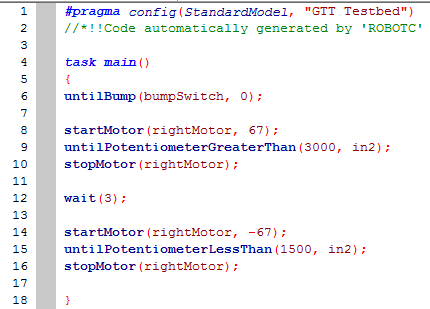 1 #pragma config(StandardModel, "GTT Testbed")
2 //*!!Code automatically generated by 'ROBOTC'
3
4 task main()
5 {
6 untilBump(bumpSwitch, 0);
7
8 startMotor(rightMotor, 67);
9 untilPotentiometerGreaterThan(3000, in2);
10 stopMotor(rightMotor);
11
12 wait(3);
13
14 startMotor(rightMotor, -67);
15 untilPotentiometerLessThan(1500, in2);
16 stopMotor(rightMotor);
17
18 }